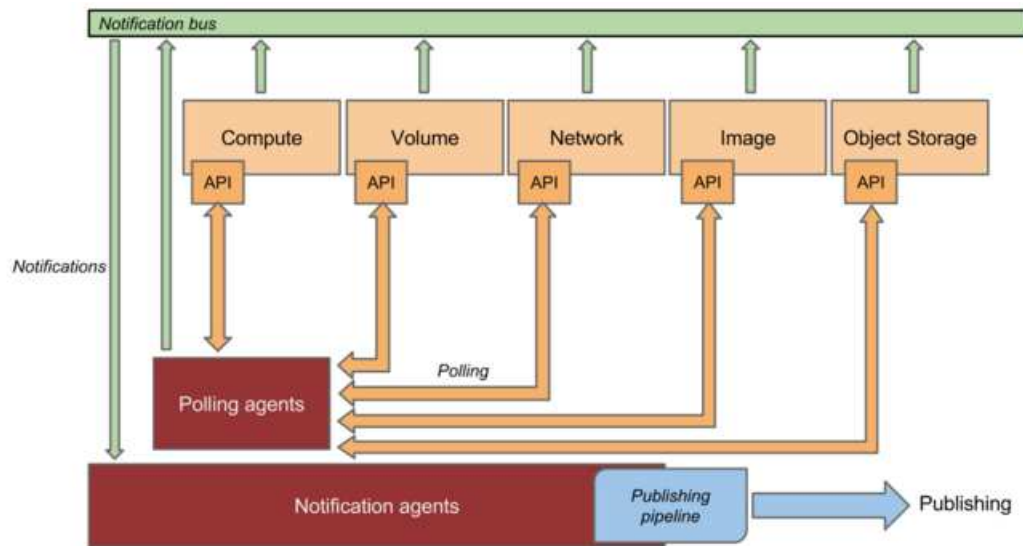 Notification bus
Compute
Volume
Network
Image
Object Storage
API
API
API
API
API
Notifications
Polling
Polling agents
Notification agents
Publishing
pipeline
Publishing